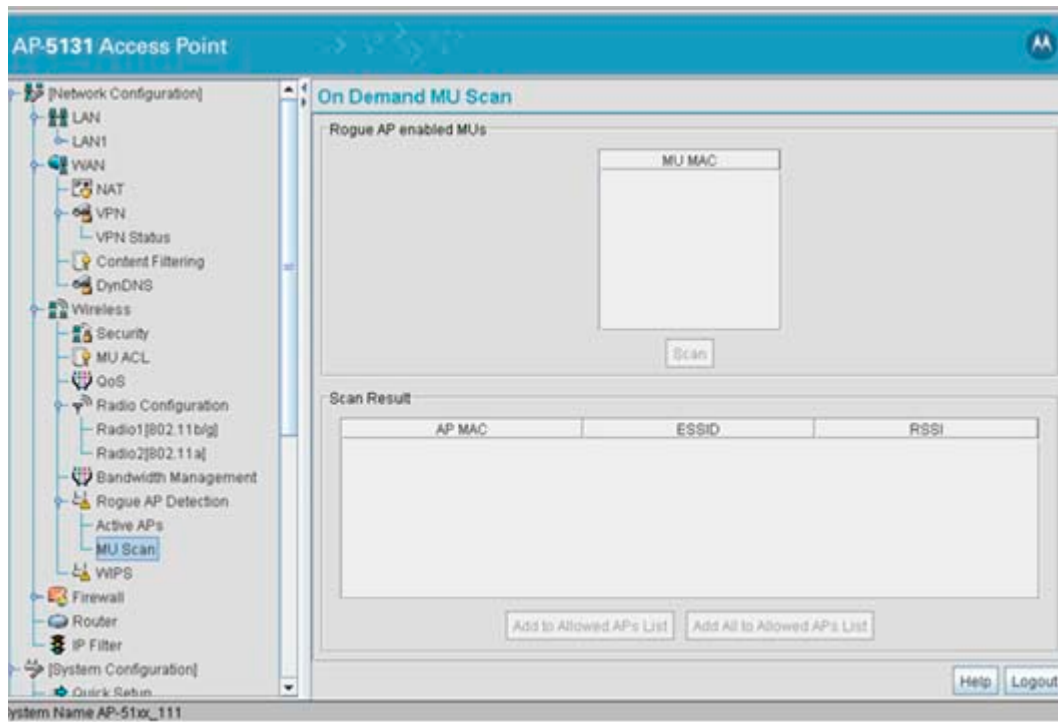 AP-5131 Access Point
[Network Configuration]
LAN
LAN1
WAN
NAT
VPN
VPN Status
Content Filtering
DynDNS
Wireless
Security
MU ACL
QoS
Radio Configuration
Radio1[802.11b/g]
Radio2[802.11a]
Bandwidth Management
Rogue AP Detection
Active APs
MU Scan
WIPS
Firewall
Router
IP Filter
[System Configuration]
Quick Setup
On Demand MU Scan
Rogue AP enabled MUs
MU MAC
Scan
Scan Result
AP MAC ESSID RSSI
Add to Allowed APs List Add All to Allowed APs List
Help Logout
ystem Name AP-51xx_111